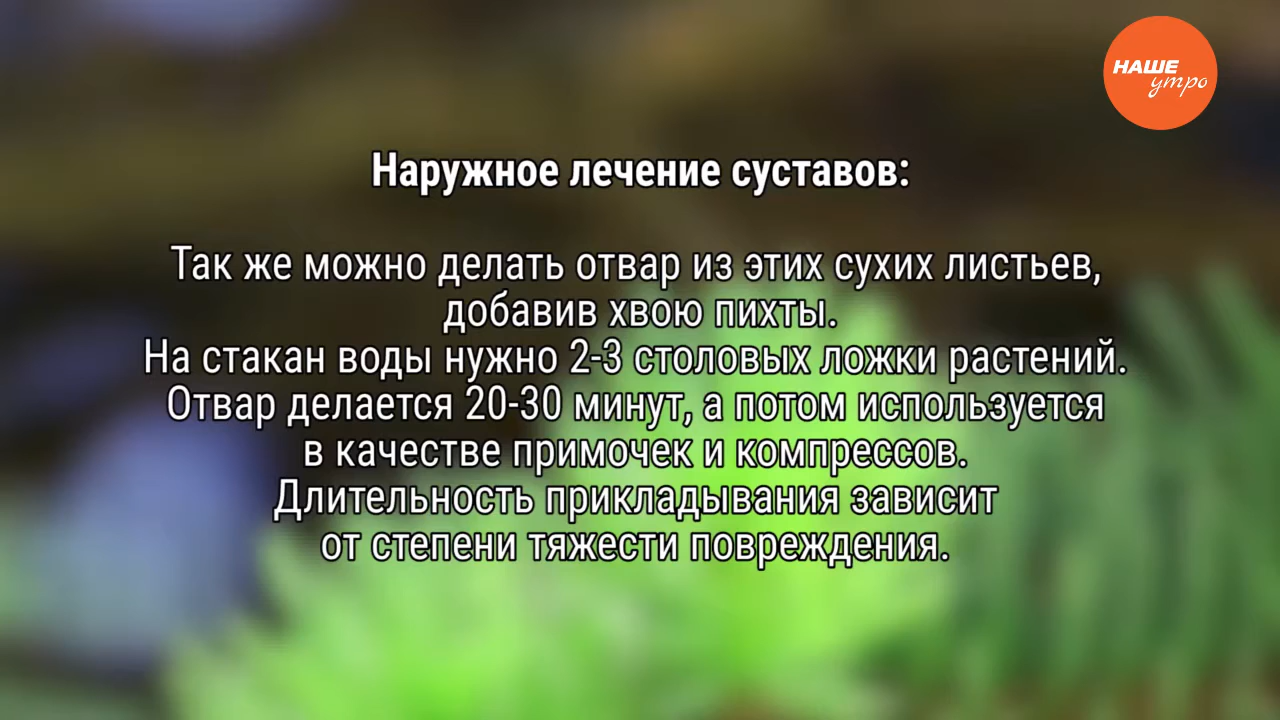 НАШЕ
утро
Наружное лечение суставов:
Так же можно делать отвар из этих сухих листьев,
добавив хвою пихты.
На стакан воды нужно 2-3 столовых ложки растений.
Отвар делается 20-30 минут, а потом используется
в качестве примочек и компрессов.
Длительность прикладывания зависит
от степени тяжести повреждения.